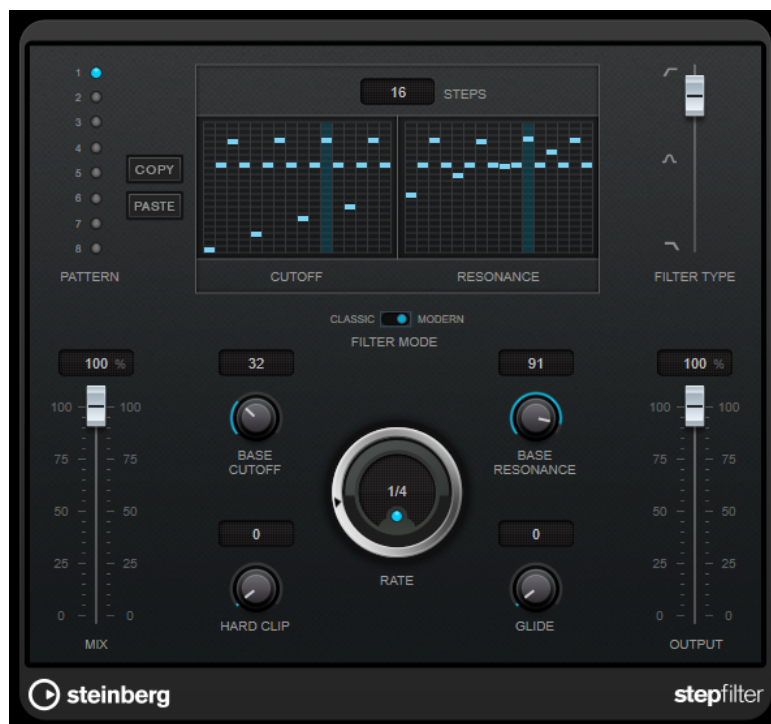 1
2
3
4
5
6
7
8
PATTERN
COPY
PASTE
16 STEPS
CUTOFF
RESONANCE
FILTER TYPE
CLASSIC MODERN
FILTER MODE
100 %
32
91
100 %
100 100
75 75
50 50
25 25
0 0
MIX
BASE
CUTOFF
0
HARD CLIP
1/4
RATE
BASE
RESONANCE
0
GLIDE
100 100
75 75
50 50
25 25
0 0
OUTPUT
steinberg
stepfilter